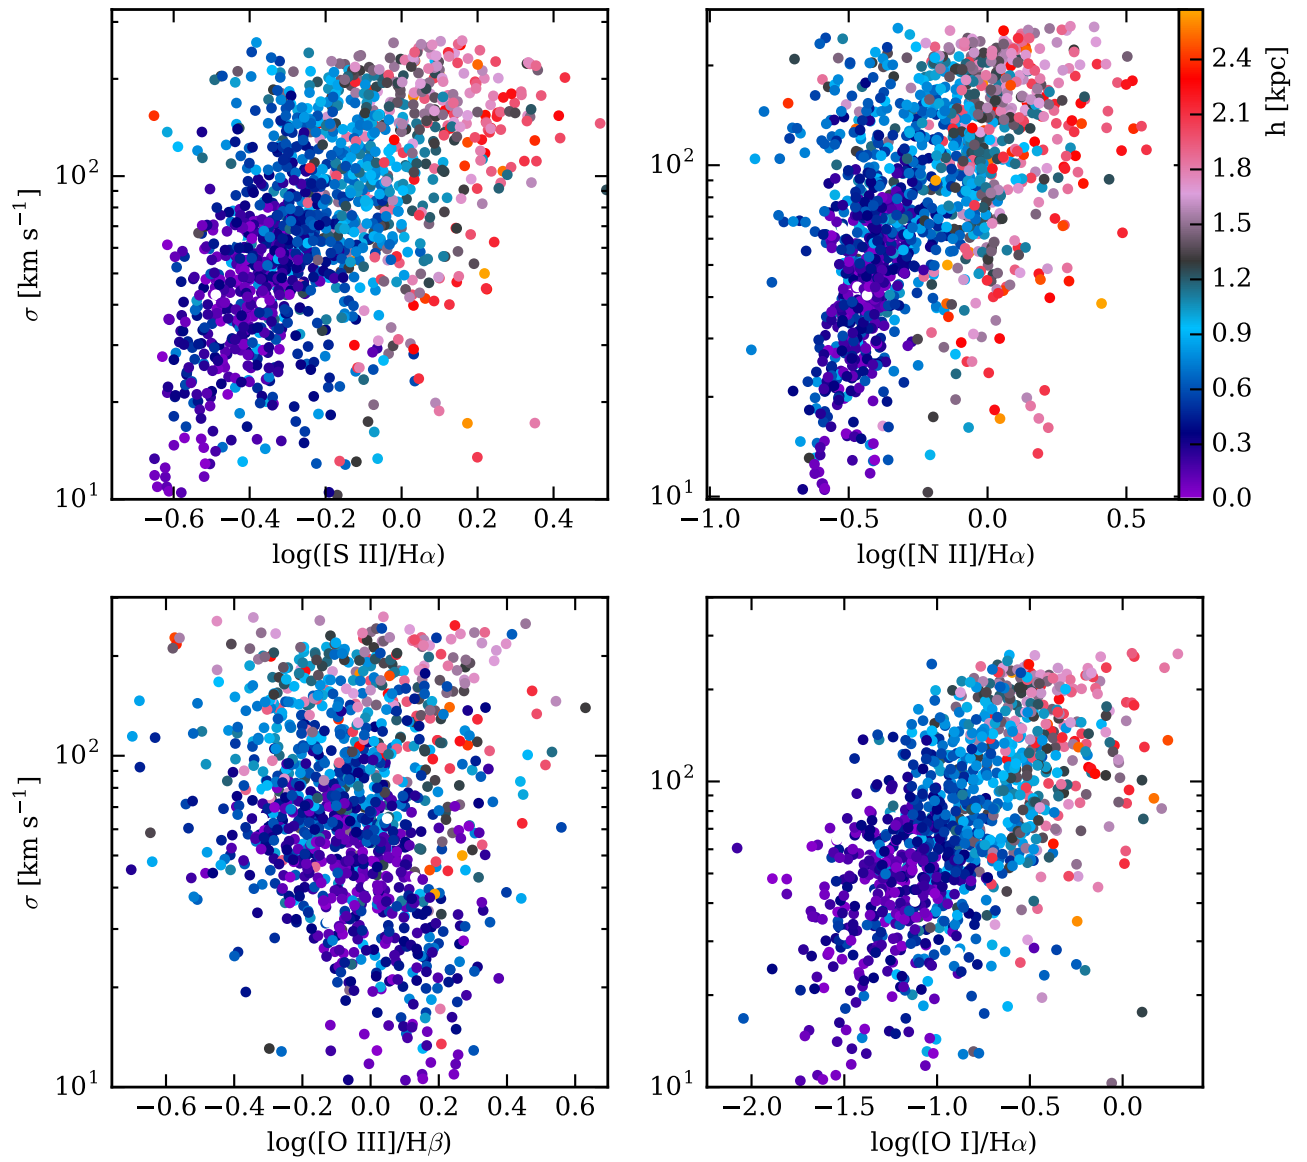 10²
10¹
σ [km s⁻¹]
−0.6 −0.4 −0.2 0.0 0.2 0.4
log([S II]/Hα)
10²
10¹
−1.0 −0.5 0.0 0.5
log([N II]/Hα)
2.4
2.1
1.8
1.5
1.2
0.9
0.6
0.3
0.0
h [kpc]
10²
10¹
σ [km s⁻¹]
−0.6 −0.4 −0.2 0.0 0.2 0.4 0.6
log([O III]/Hβ)
10²
10¹
−2.0 −1.5 −1.0 −0.5 0.0
log([O I]/Hα)